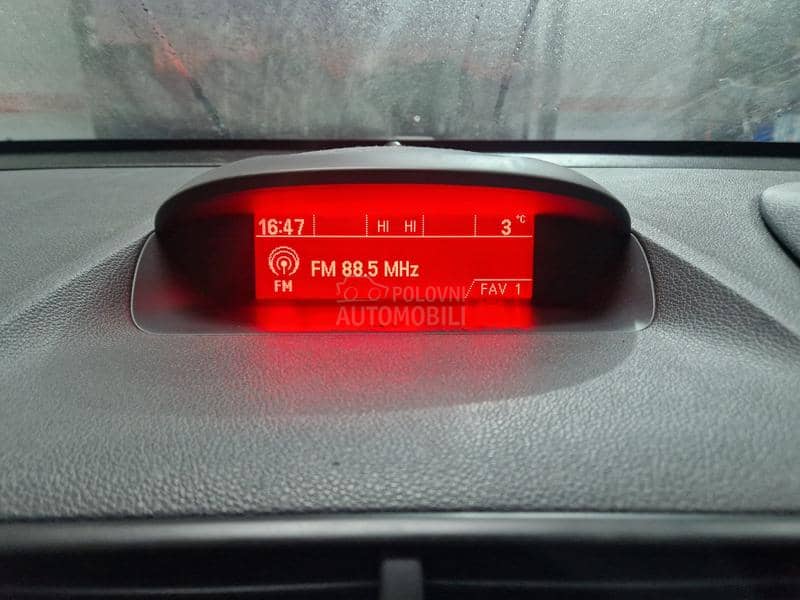 16:47 HI HI 3 °C
FM 88.5 MHz
FM
FAV 1
POLOVNI
AUTOMOBILI